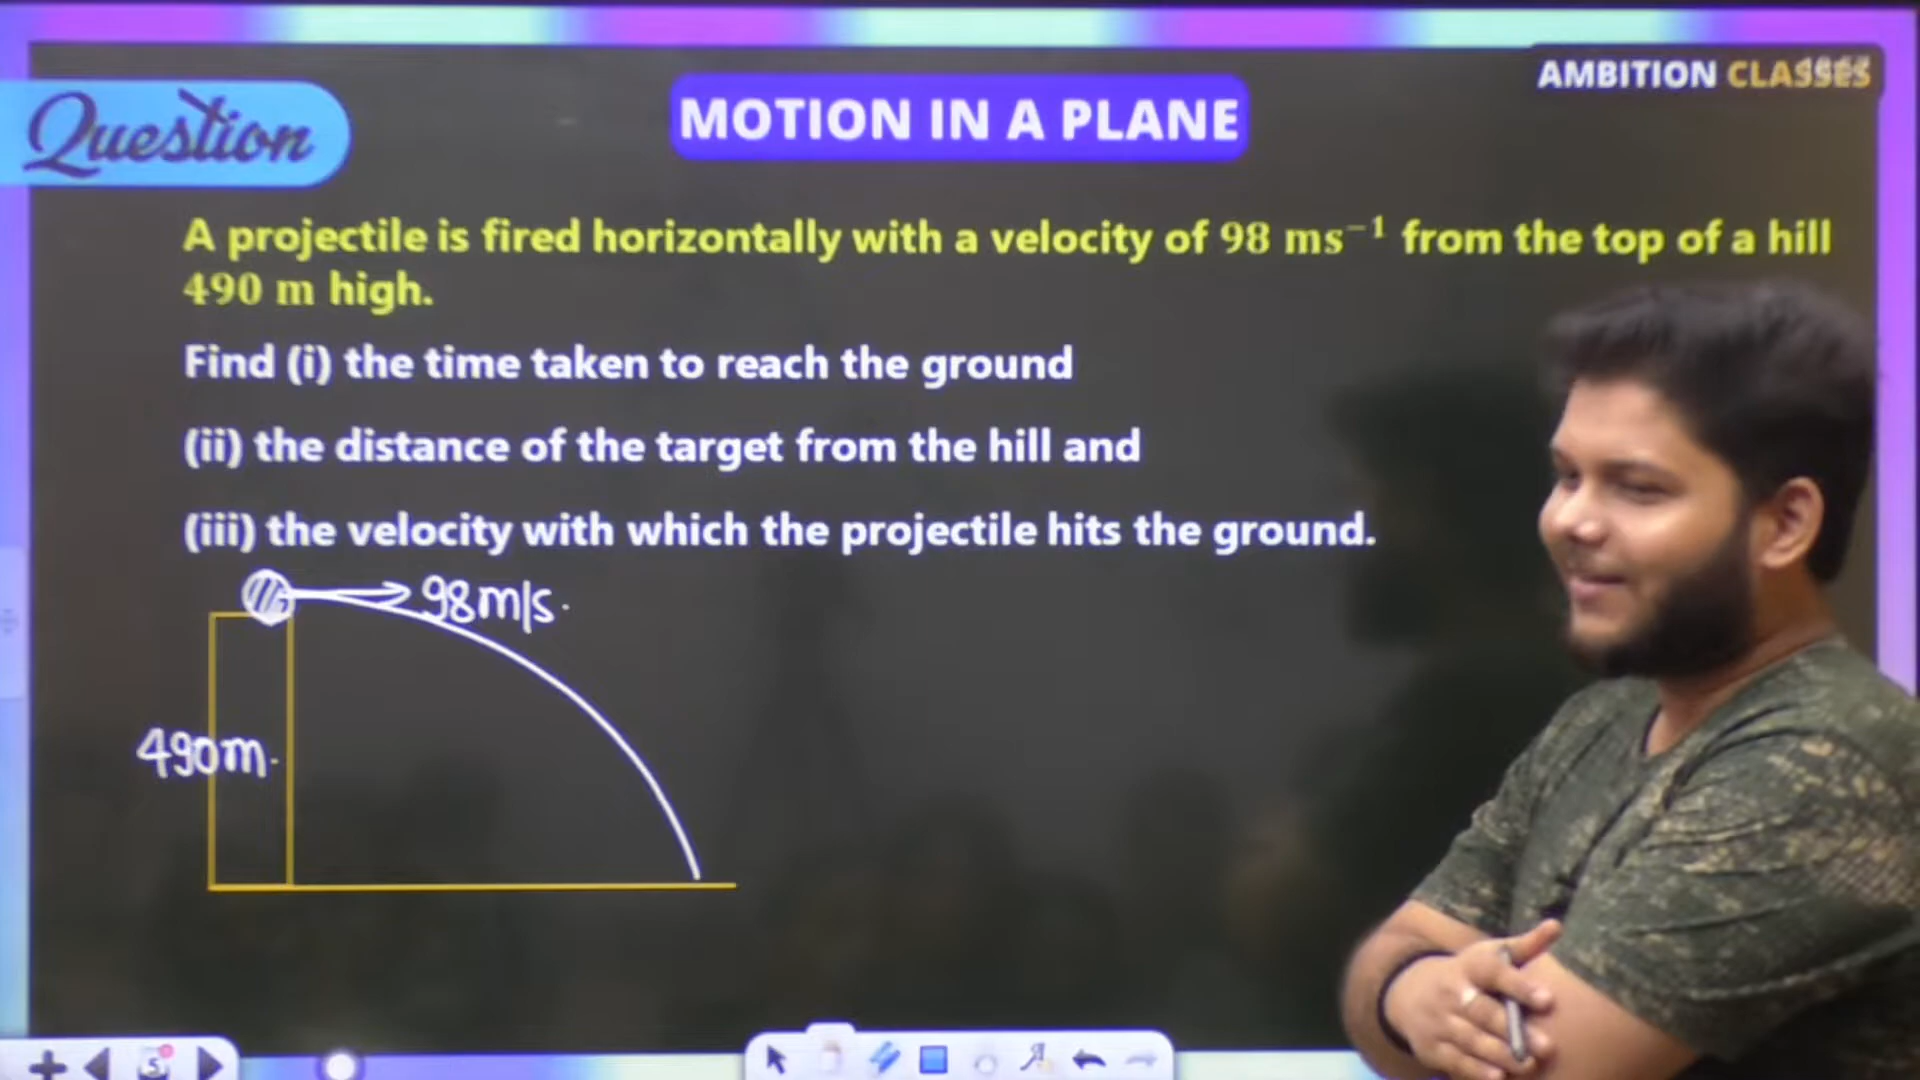 AMBITION CLASSES
Question
MOTION IN A PLANE
A projectile is fired horizontally with a velocity of 98 ms⁻¹ from the top of a hill
490 m high.
Find (i) the time taken to reach the ground
(ii) the distance of the target from the hill and
(iii) the velocity with which the projectile hits the ground.
98m/s.
490m.
5